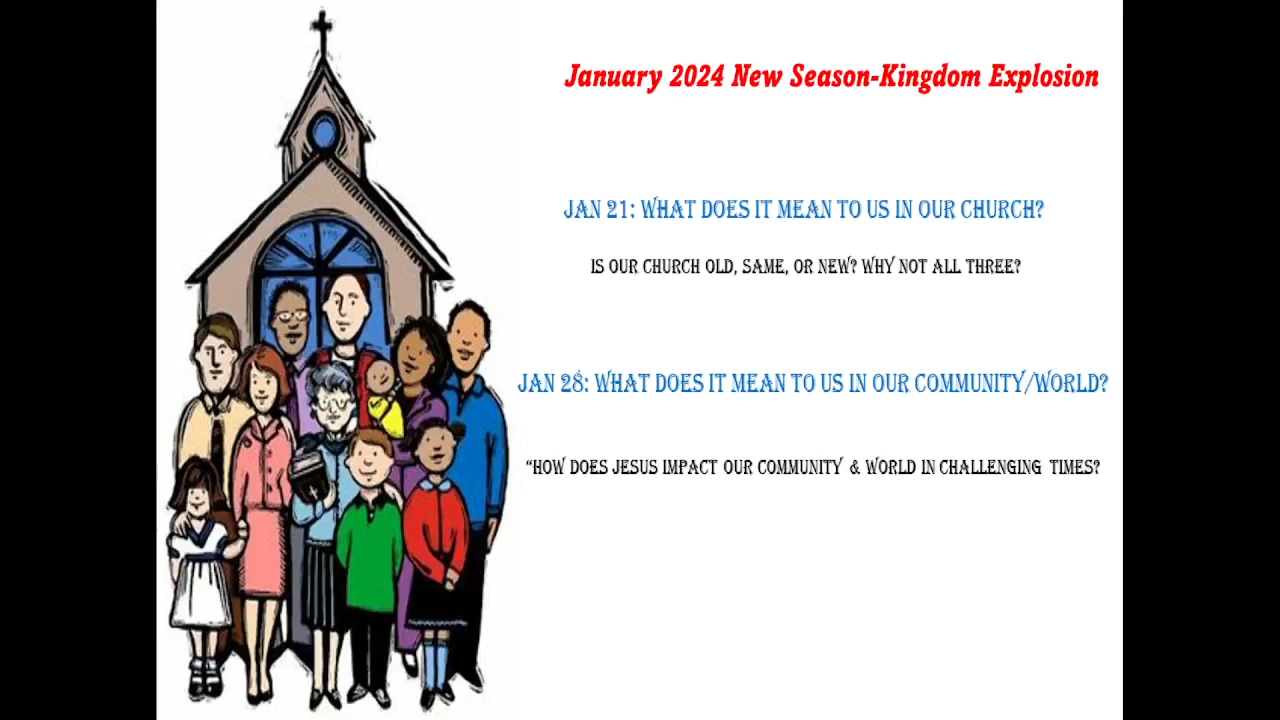 January 2024 New Season-Kingdom Explosion
JAN 21: WHAT DOES IT MEAN TO US IN OUR CHURCH?
IS OUR CHURCH OLD, SAME, OR NEW? WHY NOT ALL THREE?
JAN 28: WHAT DOES IT MEAN TO US IN OUR COMMUNITY/WORLD?
“HOW DOES JESUS IMPACT OUR COMMUNITY & WORLD IN CHALLENGING TIMES?